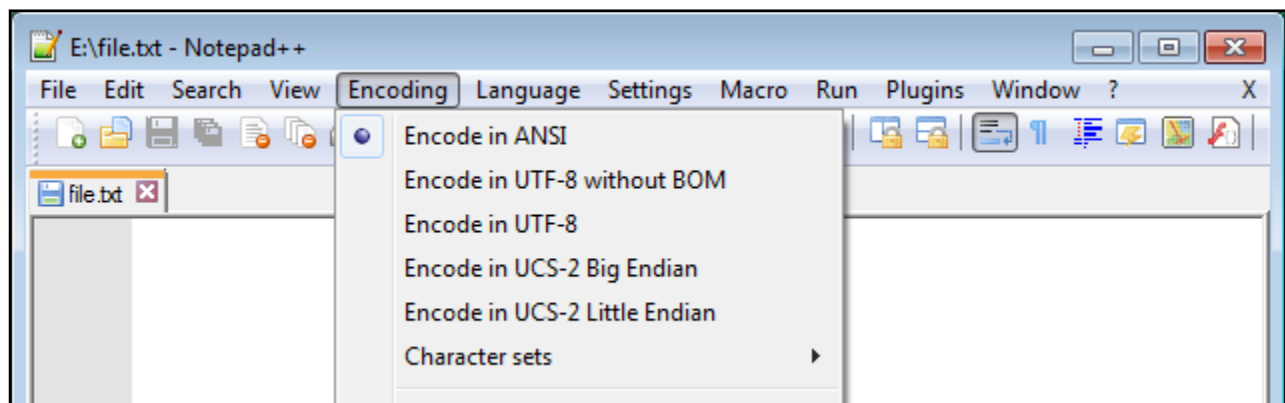 E:\file.txt - Notepad++
File Edit Search View Encoding Language Settings Macro Run Plugins Window ? X
file.txt
Encode in ANSI
Encode in UTF-8 without BOM
Encode in UTF-8
Encode in UCS-2 Big Endian
Encode in UCS-2 Little Endian
Character sets